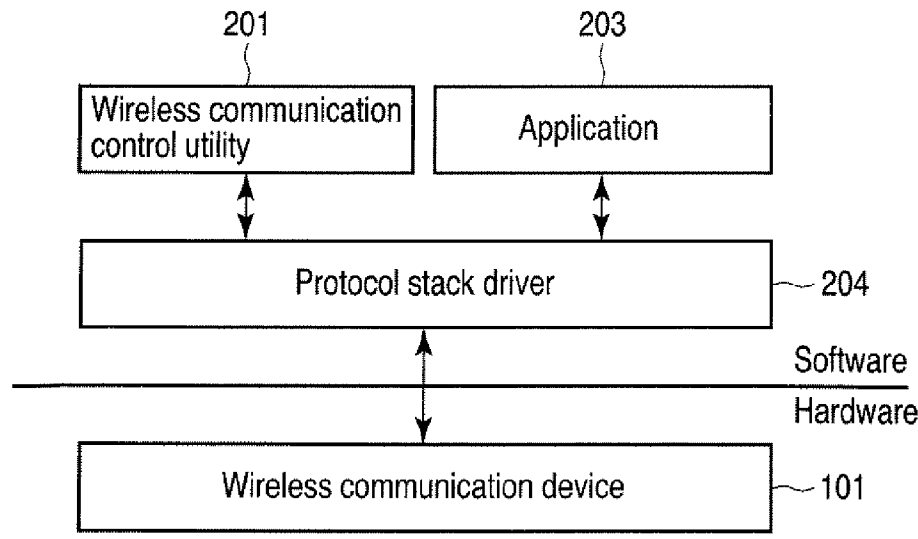 201
203
Wireless communication
control utility
Application
Protocol stack driver
204
Software
Hardware
Wireless communication device
101